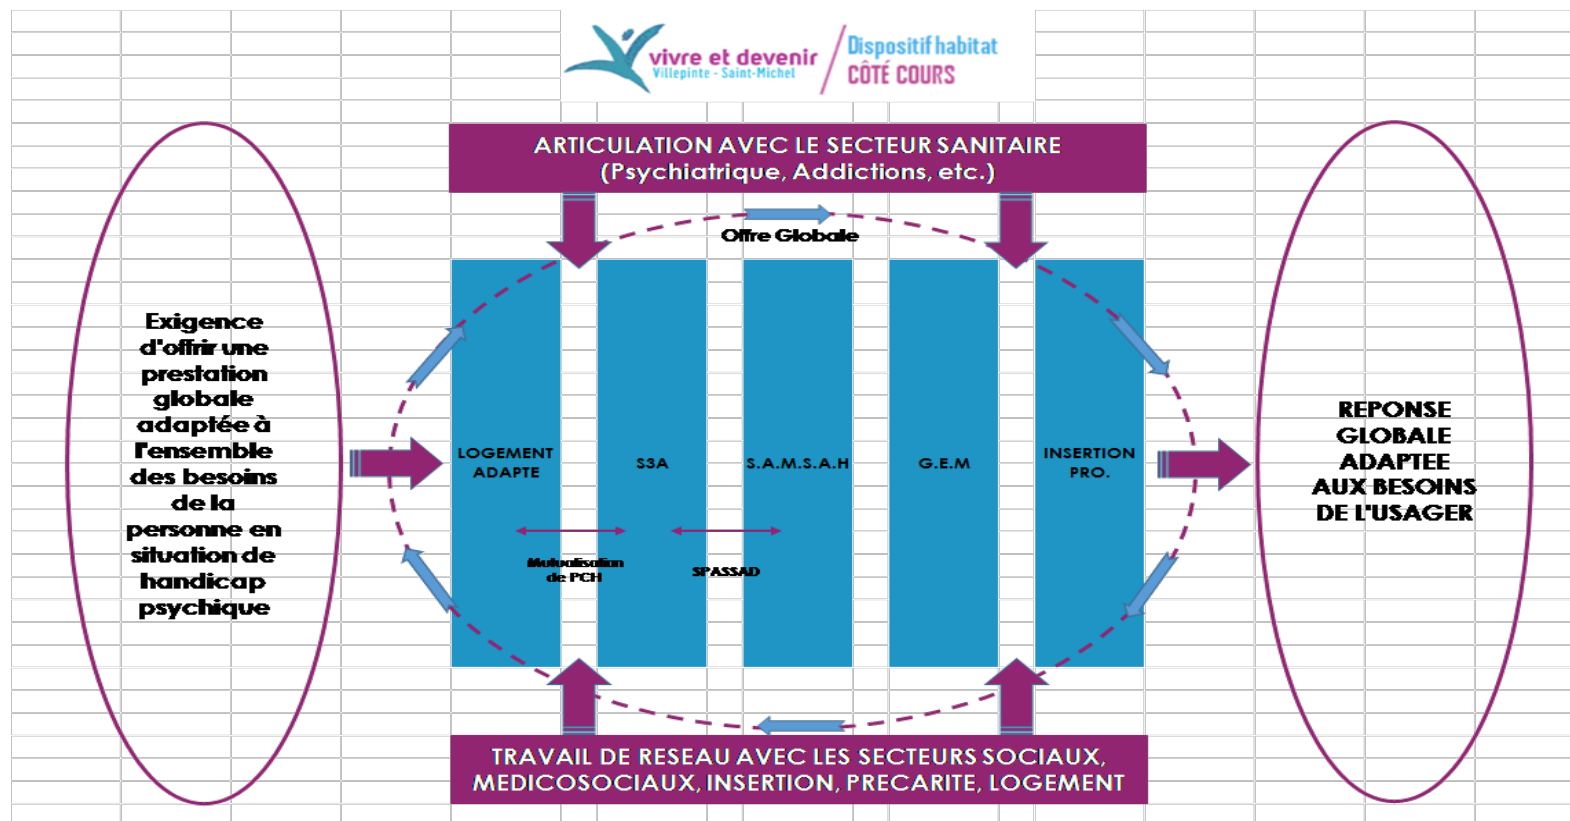 vivre et devenir
Villepinte - Saint-Michel
Dispositif habitat
CÔTÉ COURS
ARTICULATION AVEC LE SECTEUR SANITAIRE
(Psychiatrique, Addictions, etc.)
Offre Globale
Exigence
d'offrir une
prestation
globale
adaptée à
l'ensemble
des besoins
de la
personne en
situation de
handicap
psychique
LOGEMENT
ADAPTE
S3A
S.A.M.S.A.H
G.E.M
INSERTION
PRO.
Mutualisation
de PCH
SPASSAD
REPONSE
GLOBALE
ADAPTEE
AUX BESOINS
DE L'USAGER
TRAVAIL DE RESEAU AVEC LES SECTEURS SOCIAUX,
MEDICOSOCIAUX, INSERTION, PRECARITE, LOGEMENT